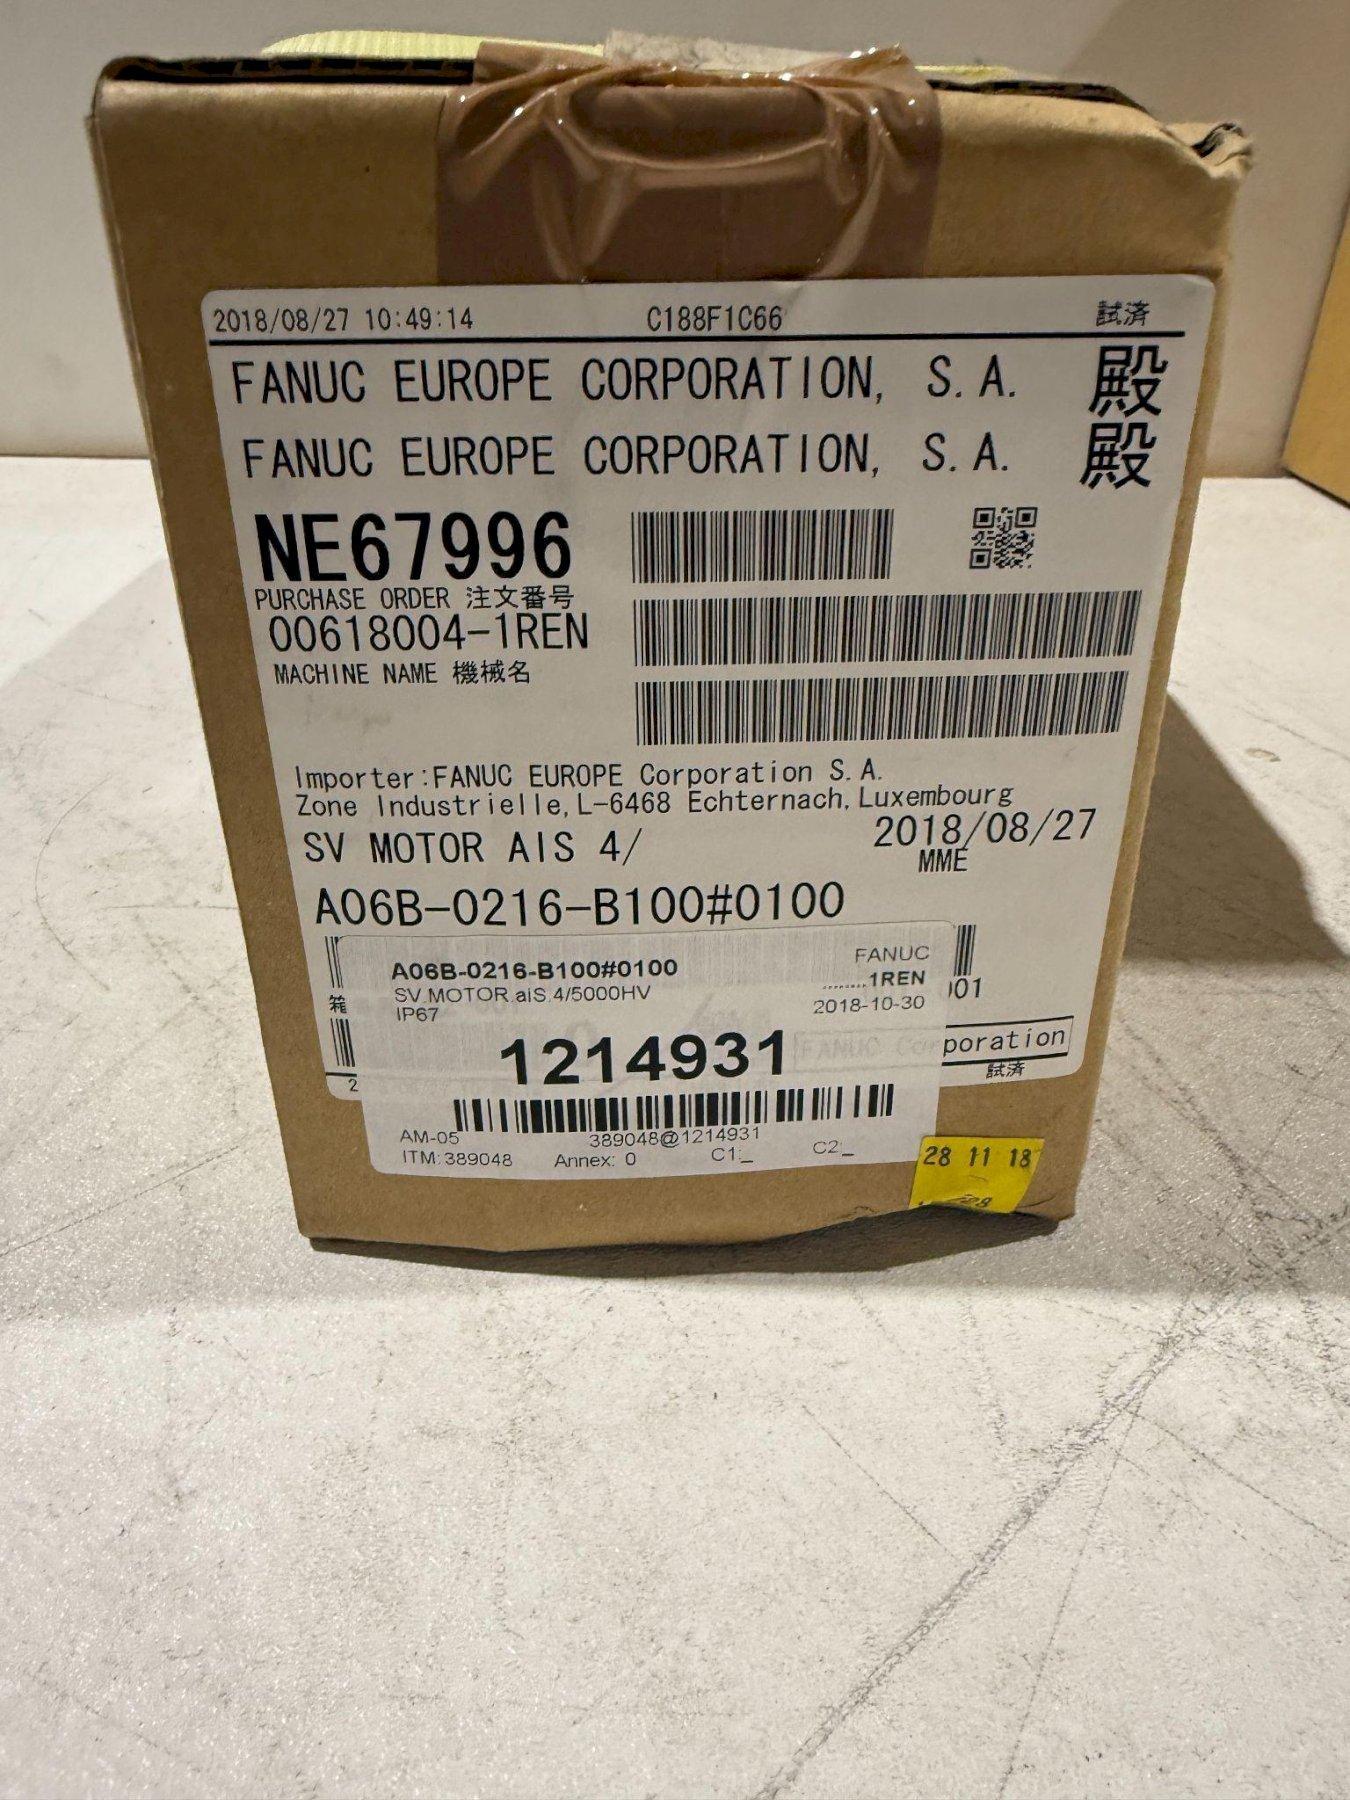 2018/08/27 10:49:14 C188F1C66 試済
FANUC EUROPE CORPORATION, S.A. 殿
FANUC EUROPE CORPORATION, S.A. 殿
NE67996
PURCHASE ORDER 注文番号
00618004-1REN
MACHINE NAME 機械名
Importer:FANUC EUROPE Corporation S.A.
Zone Industrielle,L-6468 Echternach,Luxembourg
SV MOTOR AIS 4/ 2018/08/27
MME
A06B-0216-B100#0100
A06B-0216-B100#0100 FANUC
SV.MOTOR.aiS.4/5000HV 1REN
IP67 2018-10-30
箱 001
1214931
FANUC Corporation
2 試済
389048@1214931
AM-05
ITM:389048 Annex: 0 C1:_ C2:_
28 11 18